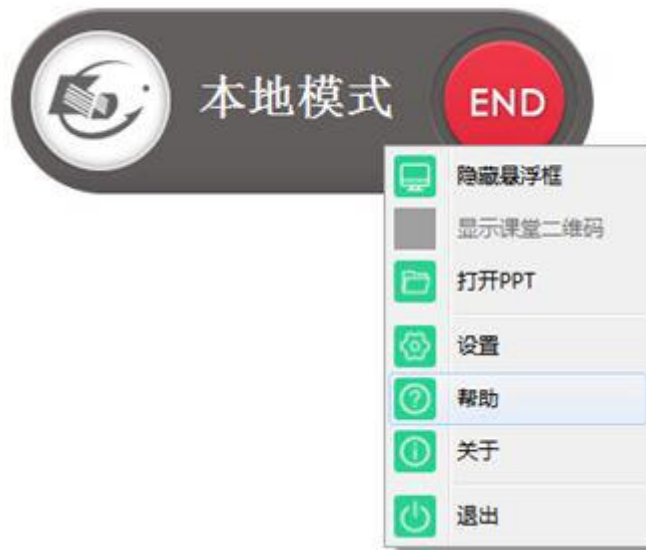 本地模式
END
隐藏悬浮框
显示课堂二维码
打开PPT
设置
帮助
关于
退出